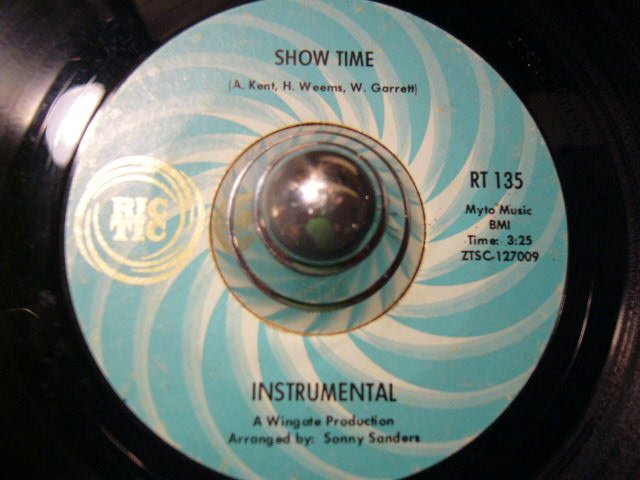 SHOW TIME
(A. Kent, H. Weems, W. Garrett)
RIC
TIC
RT 135
Myto Music
BMI
Time: 3:25
ZTSC-127009
INSTRUMENTAL
A Wingate Production
Arranged by: Sonny Sanders